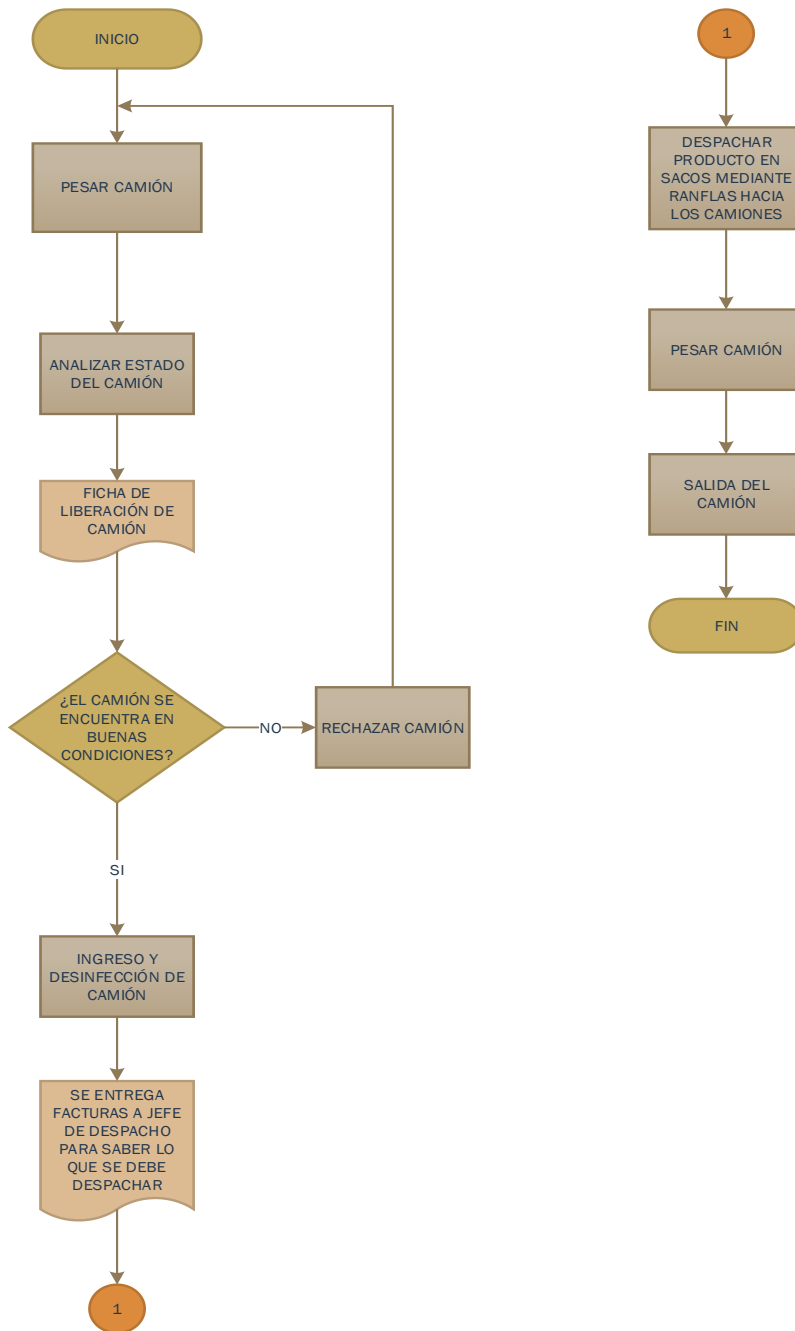 INICIO
PESAR CAMIÓN
ANALIZAR ESTADO
DEL CAMIÓN
FICHA DE
LIBERACIÓN DE
CAMIÓN
¿EL CAMIÓN SE
ENCUENTRA EN
BUENAS
CONDICIONES?
NO
RECHAZAR CAMIÓN
SI
INGRESO Y
DESINFECCIÓN DE
CAMIÓN
SE ENTREGA
FACTURAS A JEFE
DE DESPACHO
PARA SABER LO
QUE SE DEBE
DESPACHAR
1
1
DESPACHAR
PRODUCTO EN
SACOS MEDIANTE
RANFLAS HACIA
LOS CAMIONES
PESAR CAMIÓN
SALIDA DEL
CAMIÓN
FIN